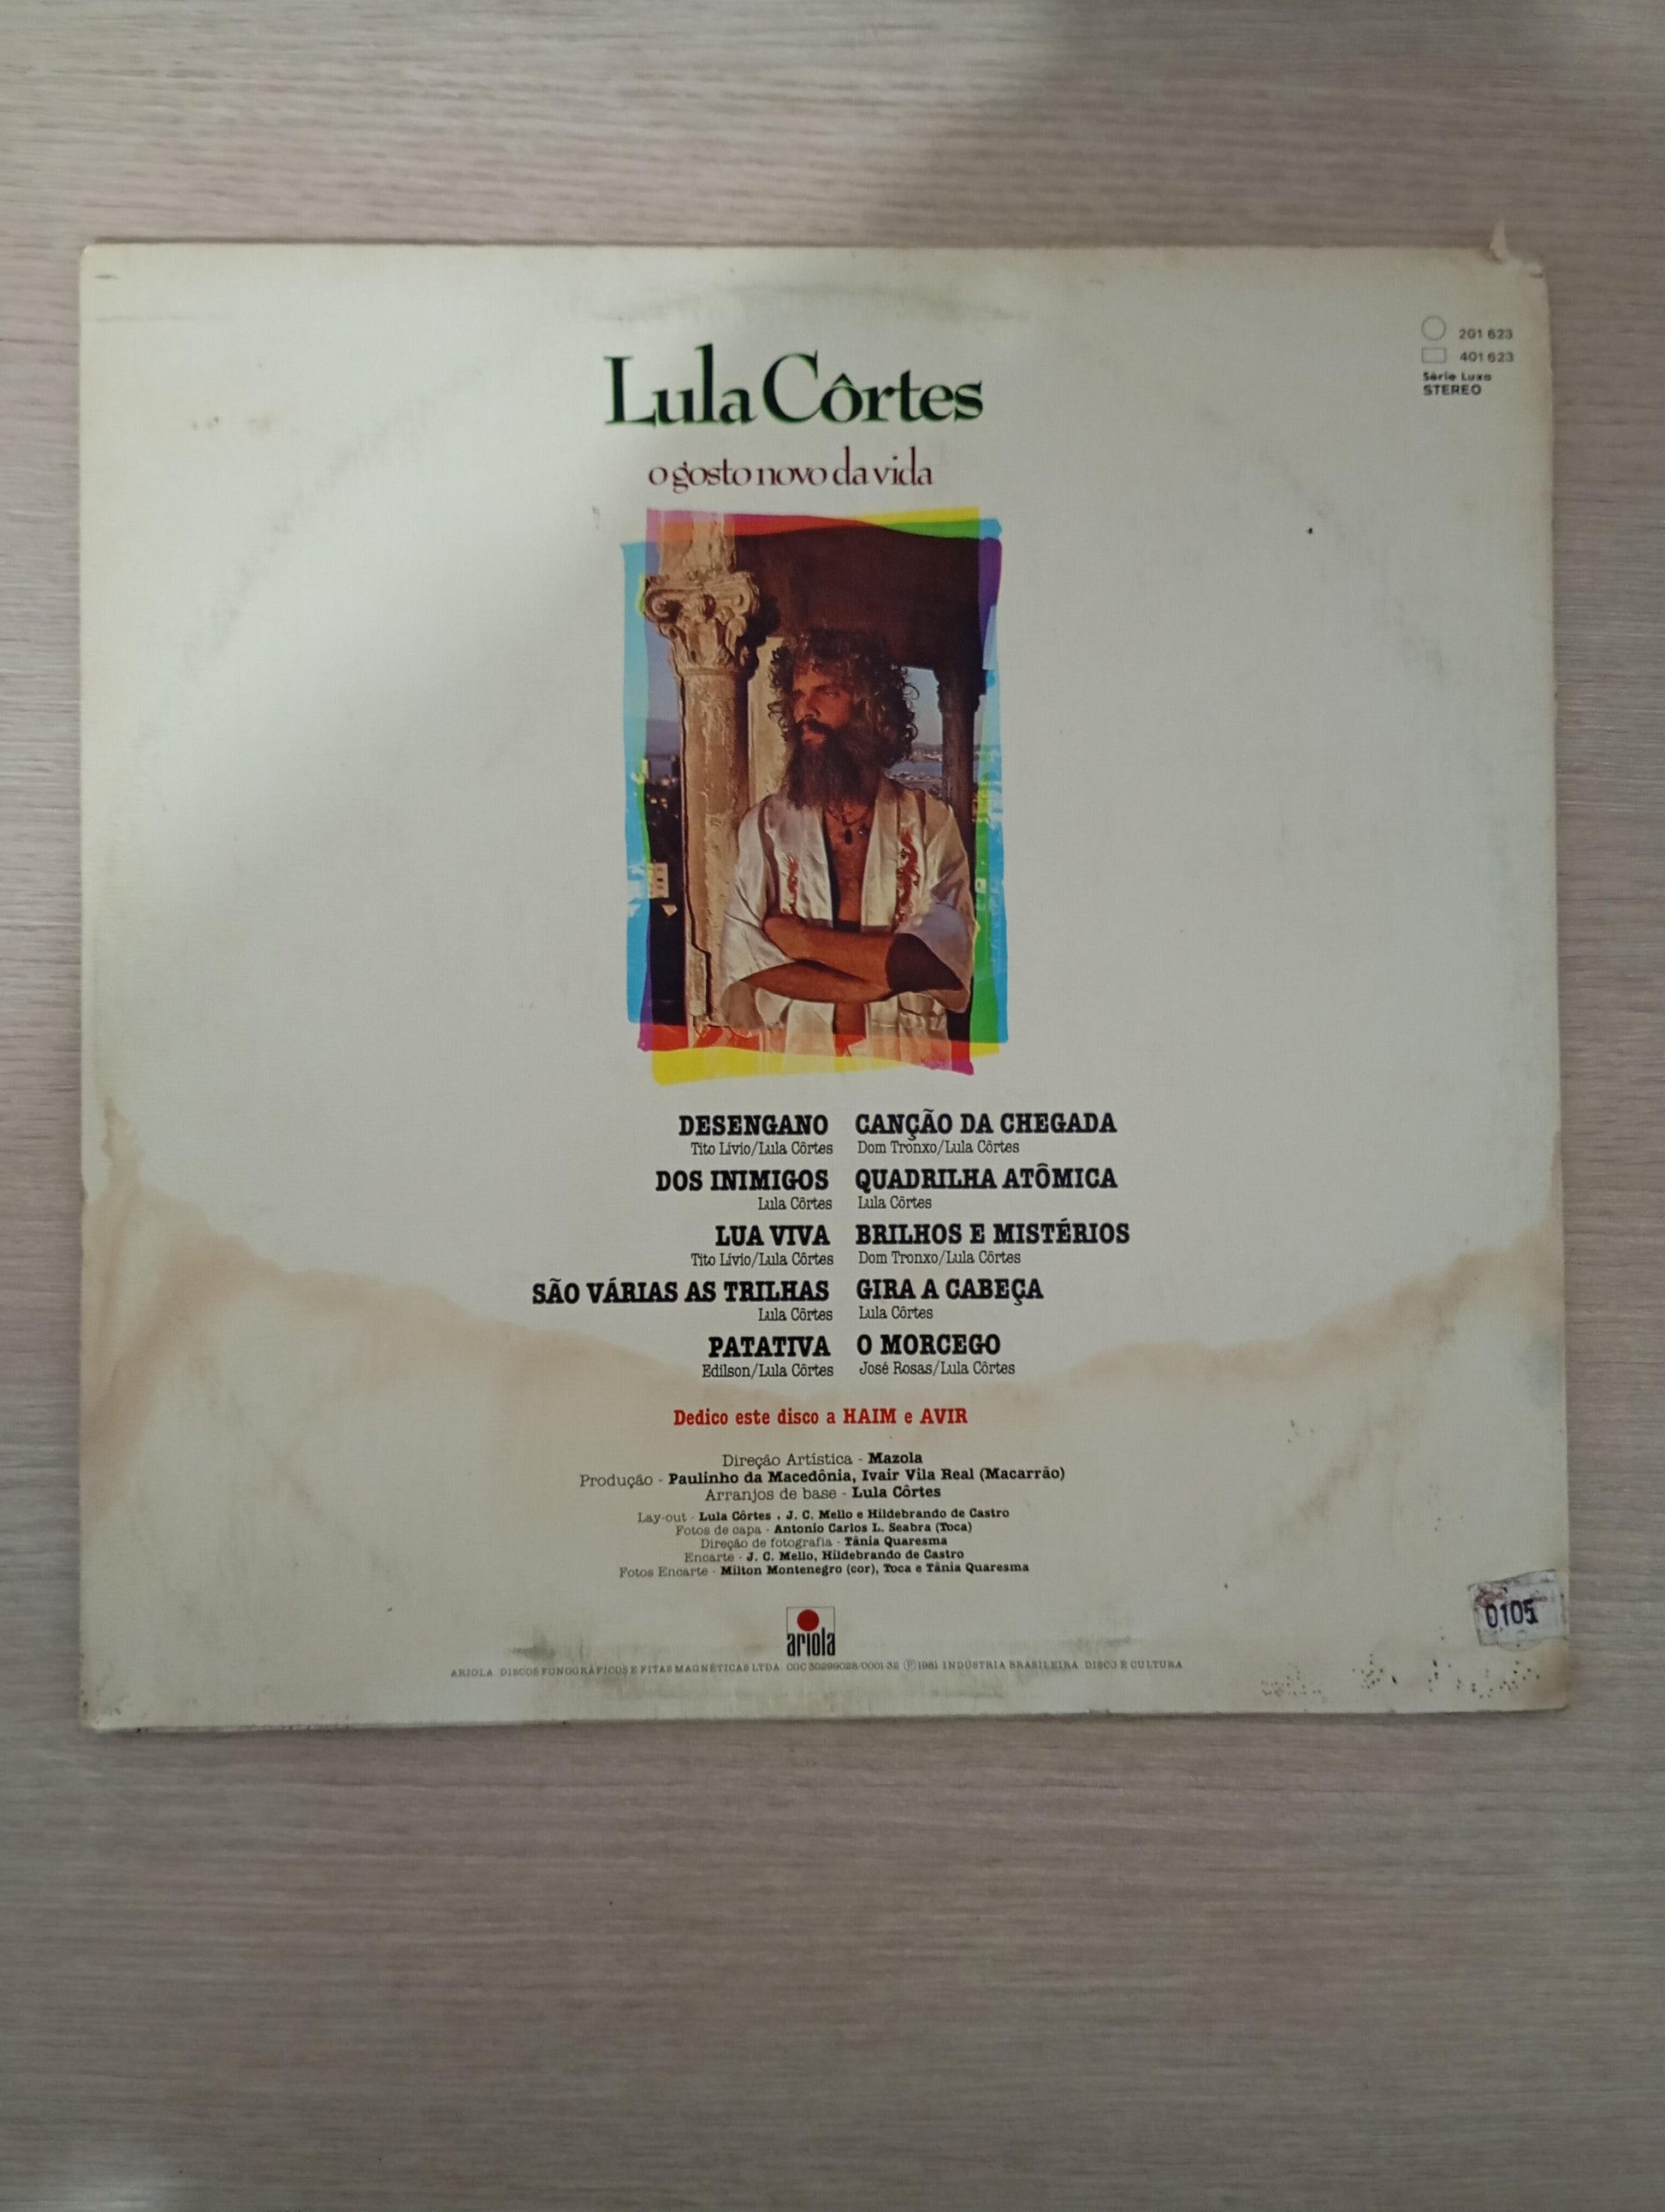 Lula Côrtes
o gosto novo da vida
201 623
401 623
Série Luxo
STEREO
DESENGANO
Tito Lívio/Lula Côrtes
DOS INIMIGOS
Lula Côrtes
LUA VIVA
Tito Lívio/Lula Côrtes
SÃO VÁRIAS AS TRILHAS
Lula Côrtes
PATATIVA
Edilson/Lula Côrtes
CANÇÃO DA CHEGADA
Dom Tronxo/Lula Côrtes
QUADRILHA ATÔMICA
Lula Côrtes
BRILHOS E MISTÉRIOS
Dom Tronxo/Lula Côrtes
GIRA A CABEÇA
Lula Côrtes
O MORCEGO
José Rosas/Lula Côrtes
Dedico este disco a HAIM e AVIR
Direção Artística - Mazola
Produção - Paulinho da Macedônia, Ivair Vila Real (Macarrão)
Arranjos de base - Lula Côrtes
Lay-out - Lula Côrtes , J. C. Mello e Hildebrando de Castro
Fotos de capa - Antonio Carlos L. Seabra (Toca)
Direção de fotografia - Tânia Quaresma
Encarte - J. C. Mello, Hildebrando de Castro
Fotos Encarte - Milton Montenegro (cor), Toca e Tânia Quaresma
0105
ariola
ARIOLA DISCOS FONOGRÁFICOS E FITAS MAGNÉTICAS LTDA CGC 50299028/0001-32 Ⓟ 1981 INDÚSTRIA BRASILEIRA DISCO É CULTURA